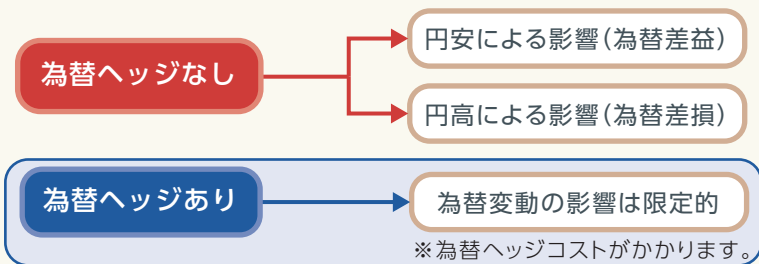 為替ヘッジなし
円安による影響(為替差益)
円高による影響(為替差損)
為替ヘッジあり
為替変動の影響は限定的
※為替ヘッジコストがかかります。